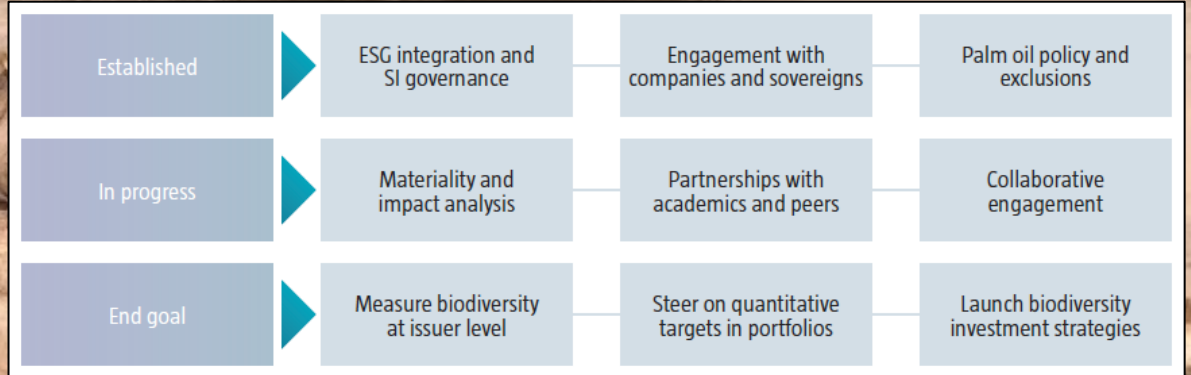 Established
ESG integration and
SI governance
Engagement with
companies and sovereigns
Palm oil policy and
exclusions
In progress
Materiality and
impact analysis
Partnerships with
academics and peers
Collaborative
engagement
End goal
Measure biodiversity
at issuer level
Steer on quantitative
targets in portfolios
Launch biodiversity
investment strategies